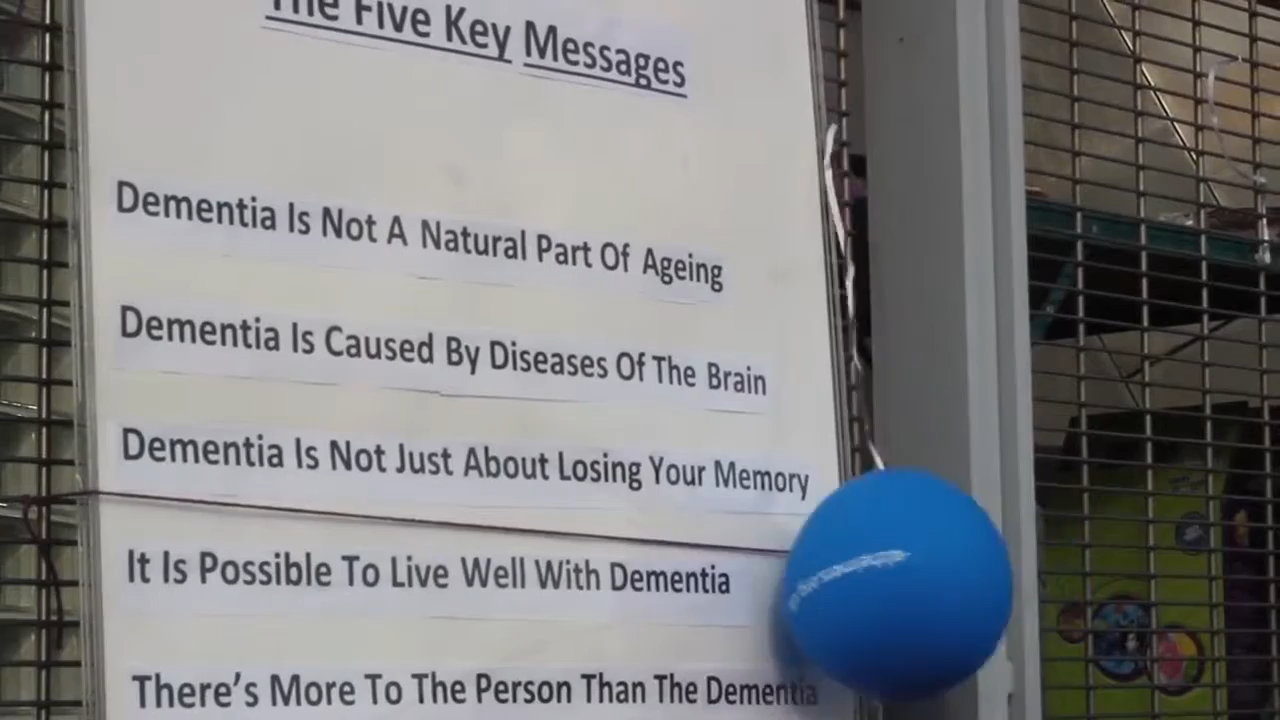 The Five Key Messages
Dementia Is Not A Natural Part Of Ageing
Dementia Is Caused By Diseases Of The Brain
Dementia Is Not Just About Losing Your Memory
It Is Possible To Live Well With Dementia
There's More To The Person Than The Dementia